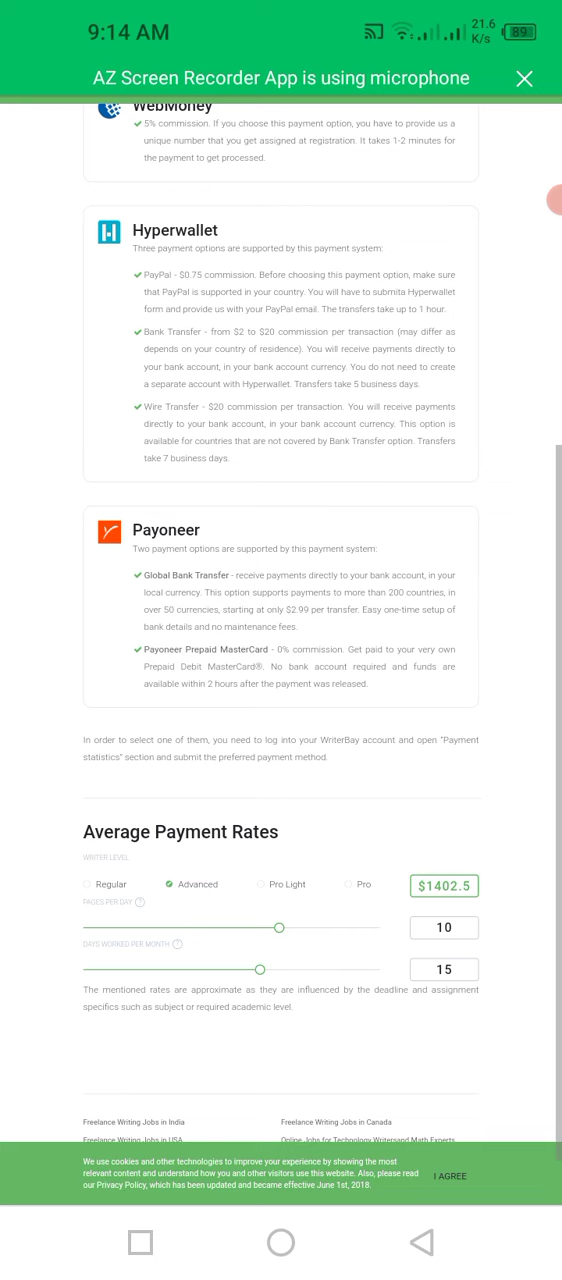 9:14 AM
21.6
K/s
89
AZ Screen Recorder App is using microphone
WebMoney
5% commission. If you choose this payment option, you have to provide us a
unique number that you get assigned at registration. It takes 1-2 minutes for
the payment to get processed.
Hyperwallet
Three payment options are supported by this payment system:
PayPal - $0.75 commission. Before choosing this payment option, make sure
that PayPal is supported in your country. You will have to submita Hyperwallet
form and provide us with your PayPal email. The transfers take up to 1 hour.
Bank Transfer - from $2 to $20 commission per transaction (may differ as
depends on your country of residence). You will receive payments directly to
your bank account, in your bank account currency. You do not need to create
a separate account with Hyperwallet. Transfers take 5 business days.
Wire Transfer - $20 commission per transaction. You will receive payments
directly to your bank account, in your bank account currency. This option is
available for countries that are not covered by Bank Transfer option. Transfers
take 7 business days.
Payoneer
Two payment options are supported by this payment system:
Global Bank Transfer - receive payments directly to your bank account, in your
local currency. This option supports payments to more than 200 countries, in
over 50 currencies, starting at only $2.99 per transfer. Easy one-time setup of
bank details and no maintenance fees.
Payoneer Prepaid MasterCard - 0% commission. Get paid to your very own
Prepaid Debit MasterCard®. No bank account required and funds are
available within 2 hours after the payment was released.
In order to select one of them, you need to log into your WriterBay account and open "Payment
statistics" section and submit the preferred payment method.
Average Payment Rates
WRITER LEVEL
Regular Advanced Pro Light Pro $1402.5
PAGES PER DAY ?
10
DAYS WORKED PER MONTH ?
15
The mentioned rates are approximate as they are influenced by the deadline and assignment
specifics such as subject or required academic level.
Freelance Writing Jobs in India Freelance Writing Jobs in Canada
Freelance Writing Jobs in USA Online Jobs for Technology Writersand Math Experts
We use cookies and other technologies to improve your experience by showing the most
relevant content and understand how you and other visitors use this website. Also, please read
our Privacy Policy, which has been updated and became effective June 1st, 2018.
I AGREE